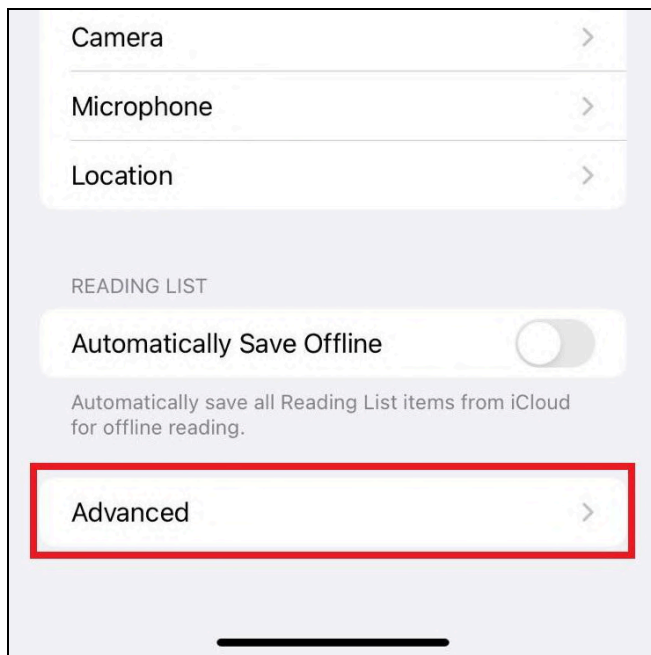 Camera
Microphone
Location
READING LIST
Automatically Save Offline
Automatically save all Reading List items from iCloud
for offline reading.
Advanced